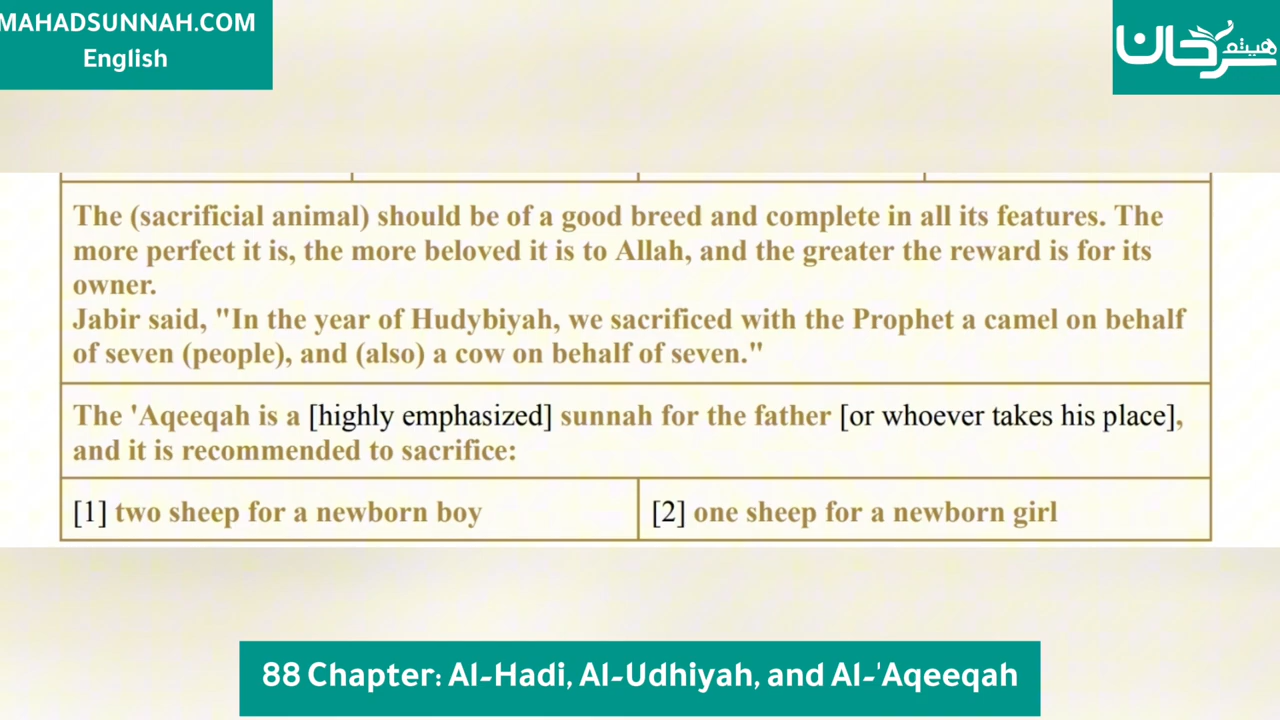 MAHADSUNNAH.COM
English
هيثم
سرحان
The (sacrificial animal) should be of a good breed and complete in all its features. The
more perfect it is, the more beloved it is to Allah, and the greater the reward is for its
owner.
Jabir said, "In the year of Hudybiyah, we sacrificed with the Prophet a camel on behalf
of seven (people), and (also) a cow on behalf of seven."
The 'Aqeeqah is a [highly emphasized] sunnah for the father [or whoever takes his place],
and it is recommended to sacrifice:
[1] two sheep for a newborn boy
[2] one sheep for a newborn girl
88 Chapter: Al-Hadi, Al-Udhiyah, and Al-'Aqeeqah